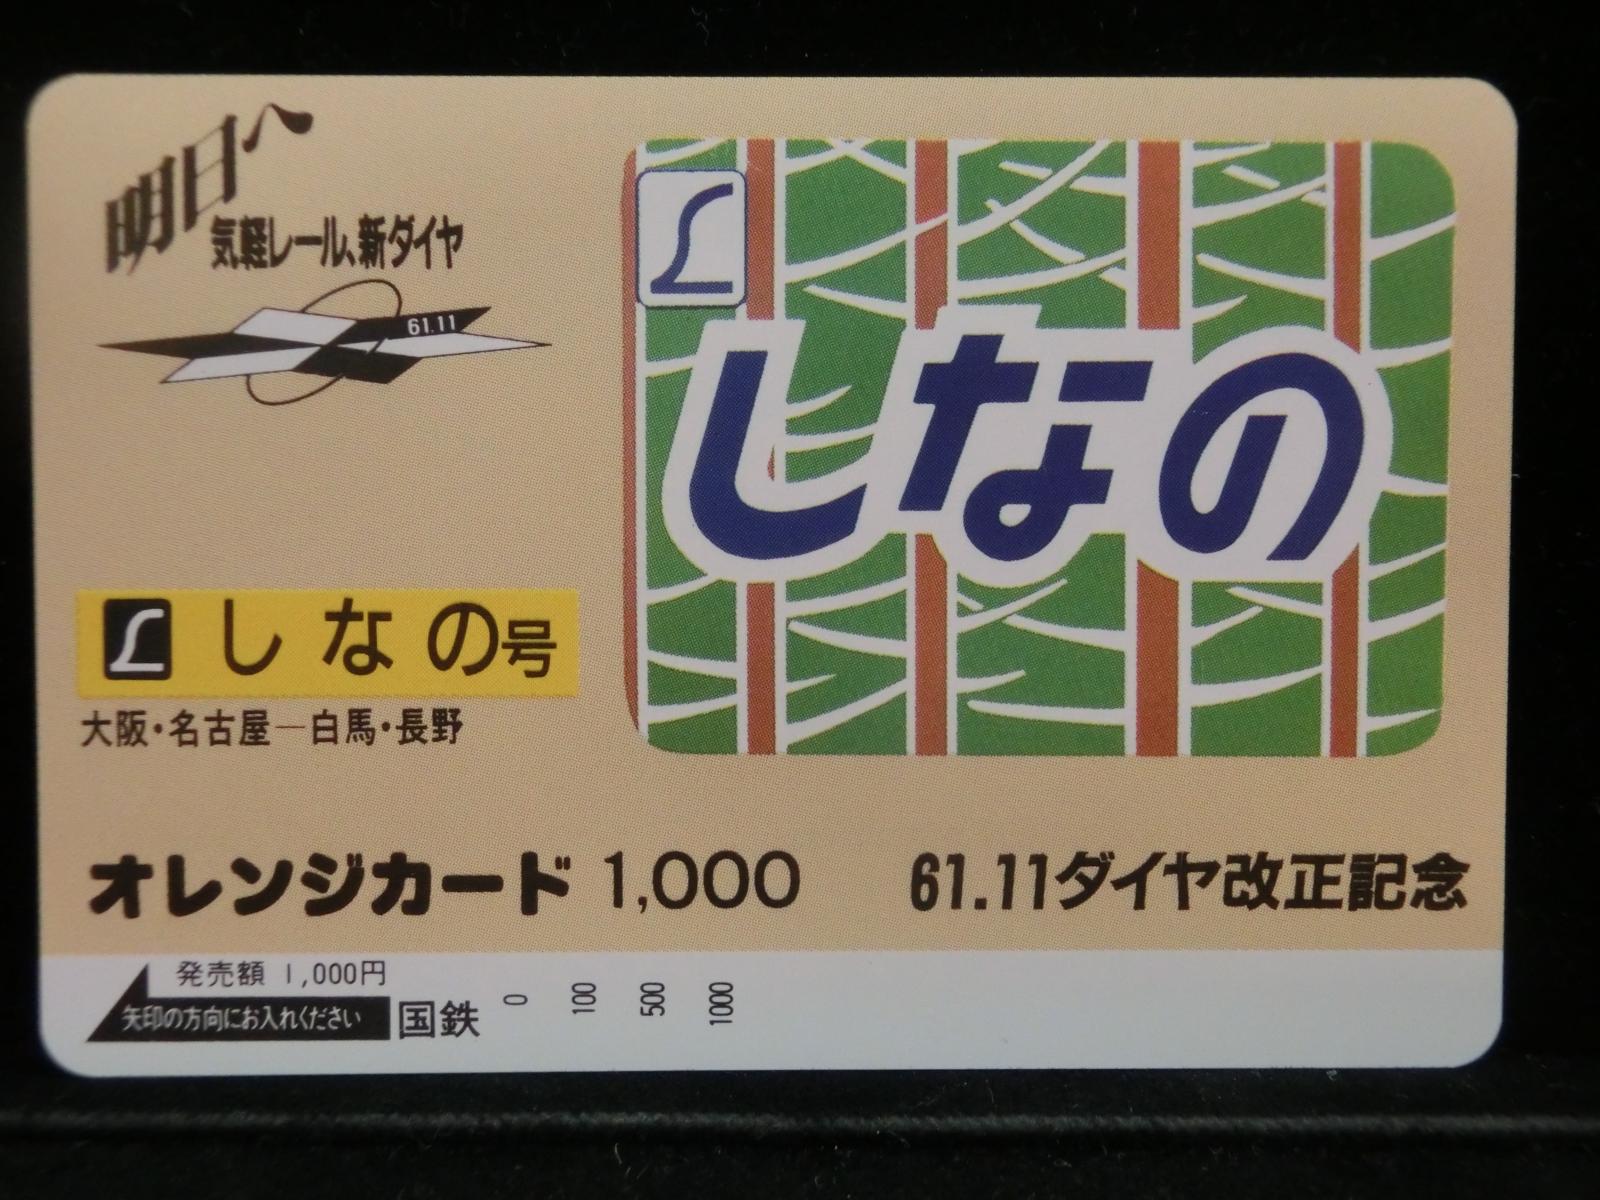 明日へ
気軽レール、新ダイヤ
61.11
L
しなの
L しなの号
大阪・名古屋―白馬・長野
オレンジカード 1,000
61.11ダイヤ改正記念
発売額 1,000円
矢印の方向にお入れください
国鉄
0 100 500 1000